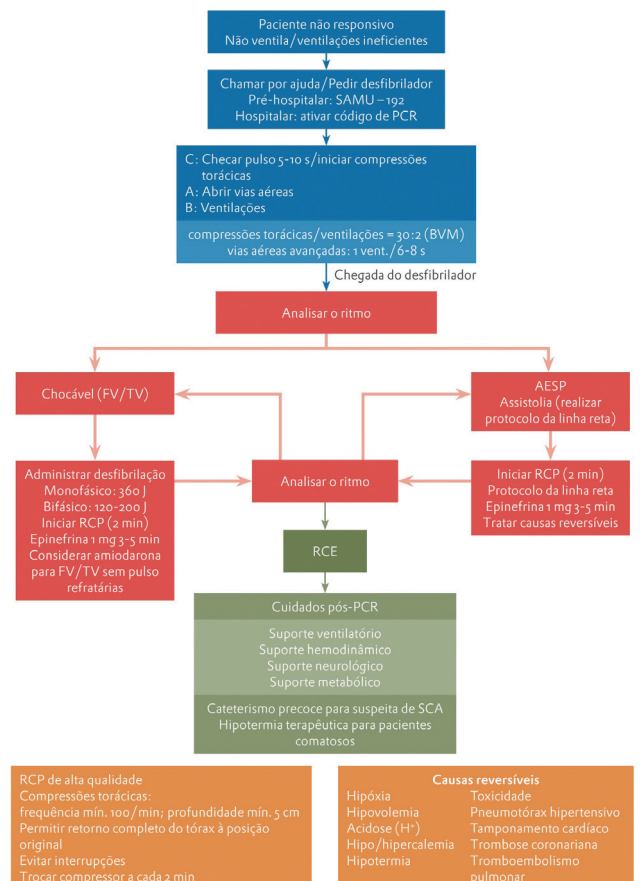 Paciente não responsivo
Não ventila/ventilações ineficientes
Chamar por ajuda/Pedir desfibrilador
Pré-hospitalar: SAMU – 192
Hospitalar: ativar código de PCR
C: Checar pulso 5-10 s/iniciar compressões
torácicas
A: Abrir vias aéreas
B: Ventilações
compressões torácicas/ventilações = 30:2 (BVM)
vias aéreas avançadas: 1 vent./6-8 s
Chegada do desfibrilador
Analisar o ritmo
Chocável (FV/TV)
AESP
Assistolia (realizar
protocolo da linha reta)
Administrar desfibrilação
Monofásico: 360 J
Bifásico: 120-200 J
Iniciar RCP (2 min)
Epinefrina 1 mg 3-5 min
Considerar amiodarona
para FV/TV sem pulso
refratárias
Analisar o ritmo
Iniciar RCP (2 min)
Protocolo da linha reta
Epinefrina 1 mg 3-5 min
Tratar causas reversíveis
RCE
Cuidados pós-PCR
Suporte ventilatório
Suporte hemodinâmico
Suporte neurológico
Suporte metabólico
Cateterismo precoce para suspeita de SCA
Hipotermia terapêutica para pacientes
comatosos
RCP de alta qualidade
Compressões torácicas:
frequência mín. 100/min; profundidade mín. 5 cm
Permitir retorno completo do tórax à posição
original
Evitar interrupções
Trocar compressor a cada 2 min
Causas reversíveis
Hipóxia
Hipovolemia
Acidose (H⁺)
Hipo/hipercalemia
Hipotermia
Toxicidade
Pneumotórax hipertensivo
Tamponamento cardíaco
Trombose coronariana
Tromboembolismo
pulmonar